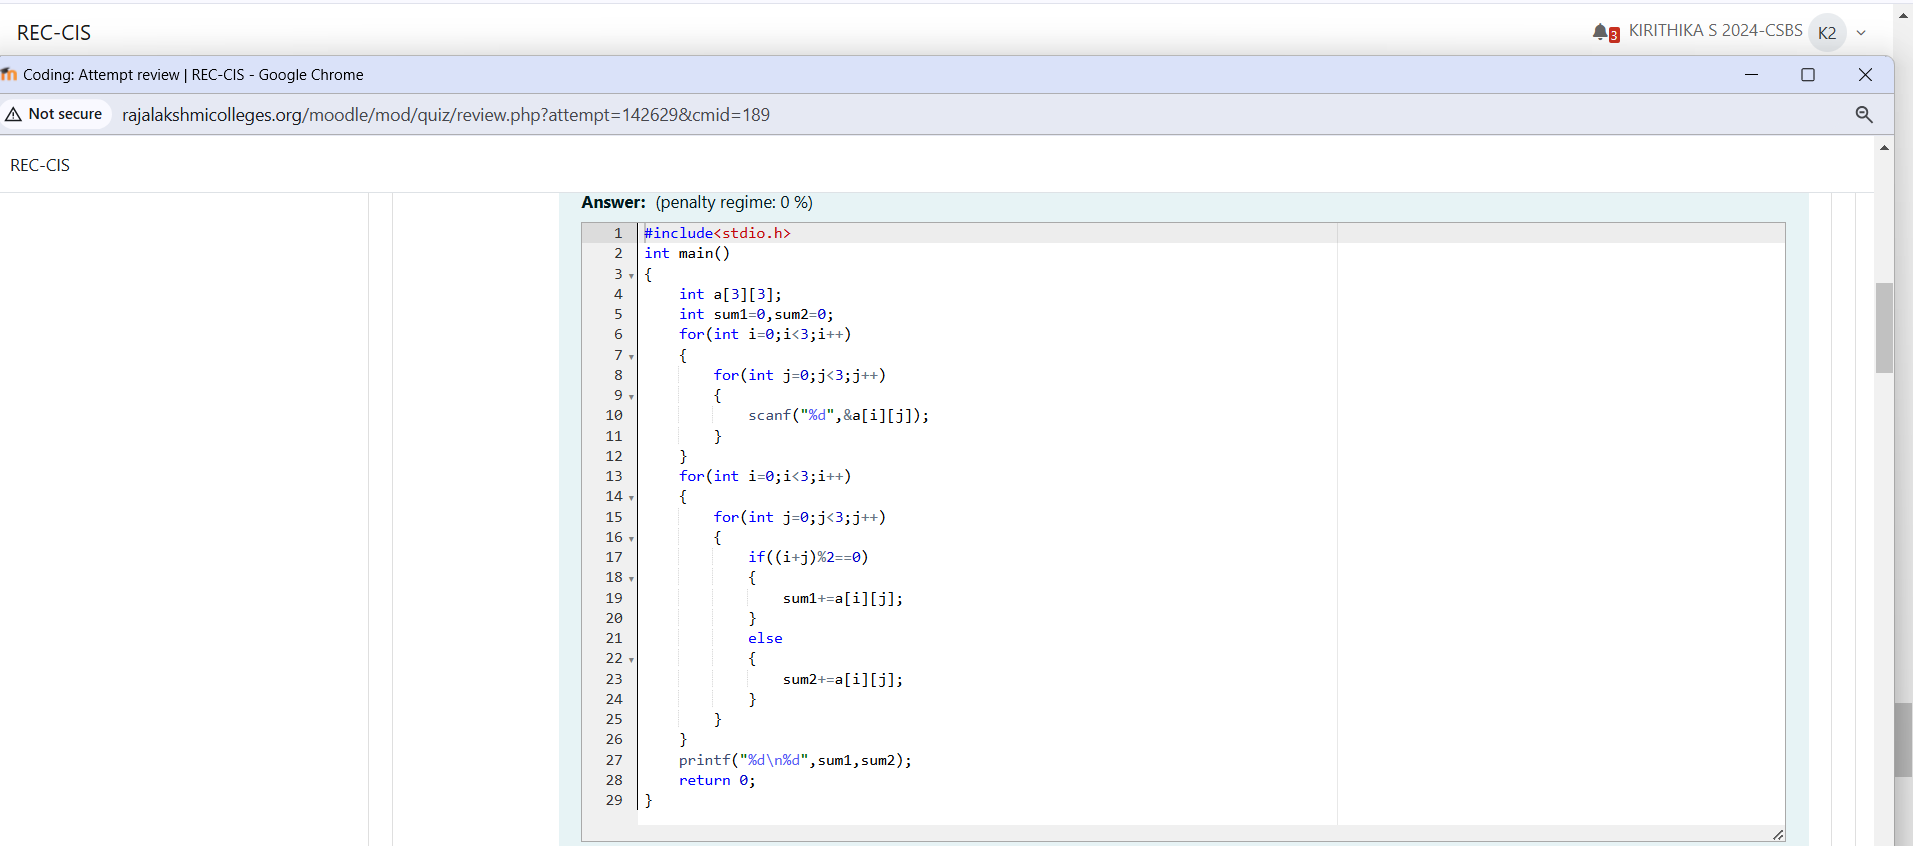 REC-CIS
3 KIRITHIKA S 2024-CSBS K2
Coding: Attempt review | REC-CIS - Google Chrome
Not secure rajalakshmicolleges.org/moodle/mod/quiz/review.php?attempt=142629&cmid=189
REC-CIS
Answer: (penalty regime: 0 %)
1 #include<stdio.h>
2 int main()
3 {
4     int a[3][3];
5     int sum1=0,sum2=0;
6     for(int i=0;i<3;i++)
7     {
8         for(int j=0;j<3;j++)
9         {
10             scanf("%d",&a[i][j]);
11         }
12     }
13     for(int i=0;i<3;i++)
14     {
15         for(int j=0;j<3;j++)
16         {
17             if((i+j)%2==0)
18             {
19                 sum1+=a[i][j];
20             }
21             else
22             {
23                 sum2+=a[i][j];
24             }
25         }
26     }
27     printf("%d\n%d",sum1,sum2);
28     return 0;
29 }